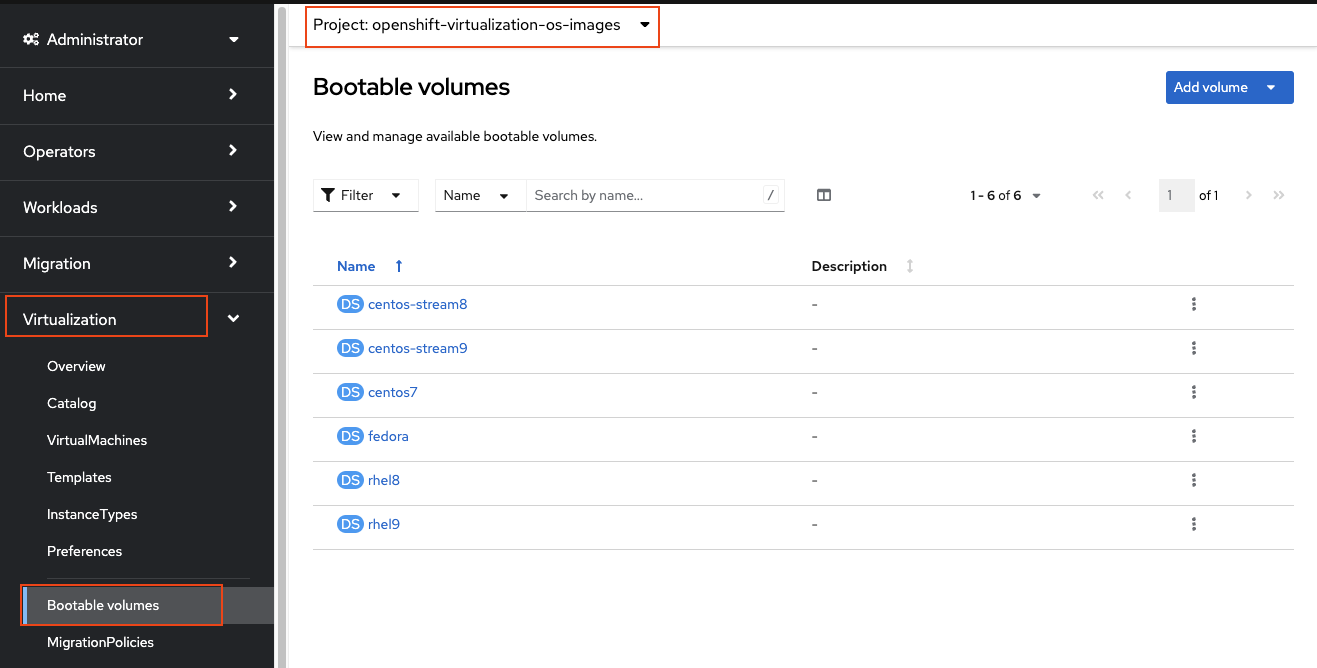 Administrator
Home
Operators
Workloads
Migration
Virtualization
Overview
Catalog
VirtualMachines
Templates
InstanceTypes
Preferences
Bootable volumes
MigrationPolicies
Project: openshift-virtualization-os-images
Bootable volumes
Add volume
View and manage available bootable volumes.
Filter Name Search by name... / 1 - 6 of 6 1 of 1
Name Description
DS centos-stream8 -
DS centos-stream9 -
DS centos7 -
DS fedora -
DS rhel8 -
DS rhel9 -